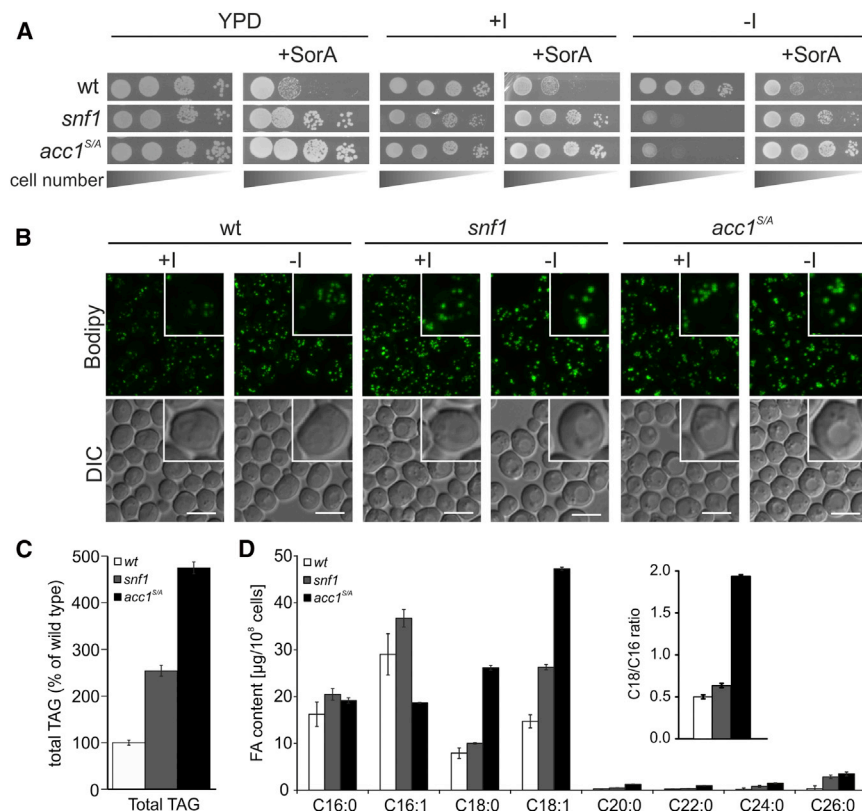 A
YPD +I -I
+SorA +SorA +SorA
wt
snf1
acc1S/A
cell number
B
wt snf1 acc1S/A
+I -I +I -I +I -I
Bodipy
DIC
C
total TAG (% of wild type)
500
400
300
200
100
0
wt
snf1
acc1S/A
Total TAG
D
FA content [µg/10⁸ cells]
50
40
30
20
10
0
wt
snf1
acc1S/A
C16:0 C16:1 C18:0 C18:1 C20:0 C22:0 C24:0 C26:0
C18/C16 ratio
2.0
1.5
1.0
0.5
0.0